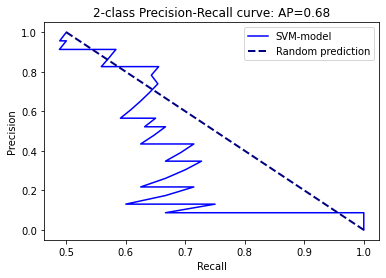 2-class Precision-Recall curve: AP=0.68
SVM-model
Random prediction
Precision
1.0
0.8
0.6
0.4
0.2
0.0
0.5
0.6
0.7
0.8
0.9
1.0
Recall